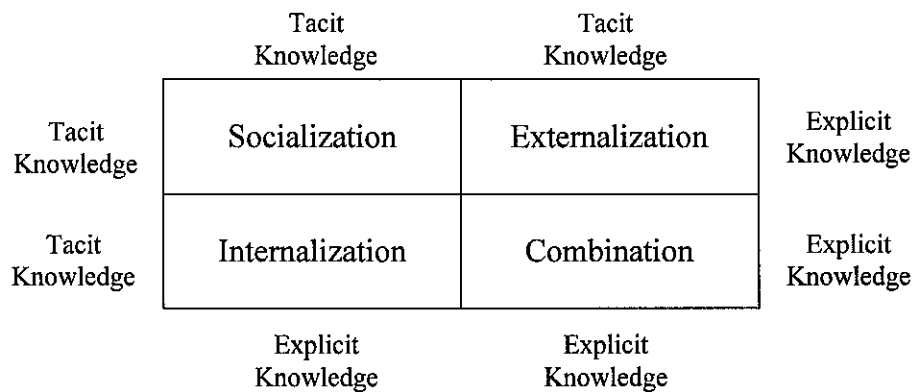 Tacit Knowledge
Tacit Knowledge
Tacit Knowledge
Socialization
Externalization
Explicit Knowledge
Tacit Knowledge
Internalization
Combination
Explicit Knowledge
Explicit Knowledge
Explicit Knowledge